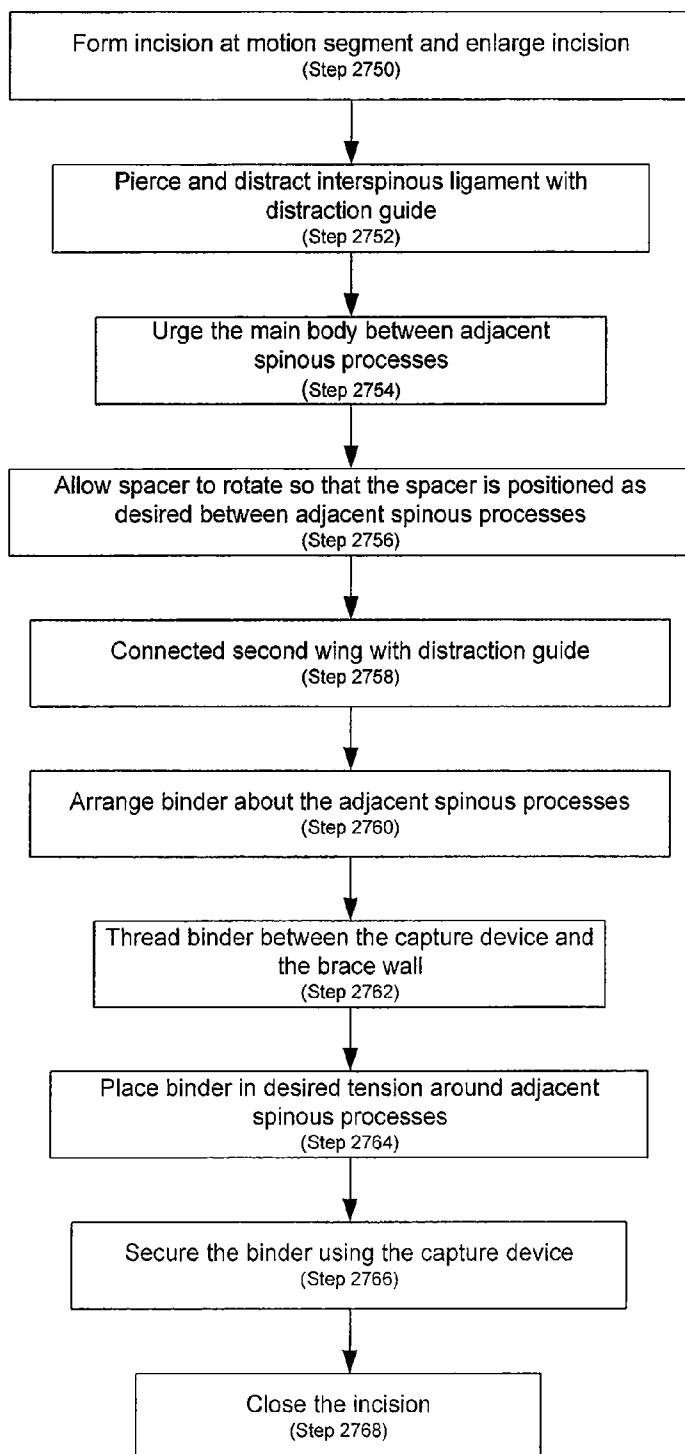 Form incision at motion segment and enlarge incision
(Step 2750)
Pierce and distract interspinous ligament with
distraction guide
(Step 2752)
Urge the main body between adjacent
spinous processes
(Step 2754)
Allow spacer to rotate so that the spacer is positioned as
desired between adjacent spinous processes
(Step 2756)
Connected second wing with distraction guide
(Step 2758)
Arrange binder about the adjacent spinous processes
(Step 2760)
Thread binder between the capture device and
the brace wall
(Step 2762)
Place binder in desired tension around adjacent
spinous processes
(Step 2764)
Secure the binder using the capture device
(Step 2766)
Close the incision
(Step 2768)